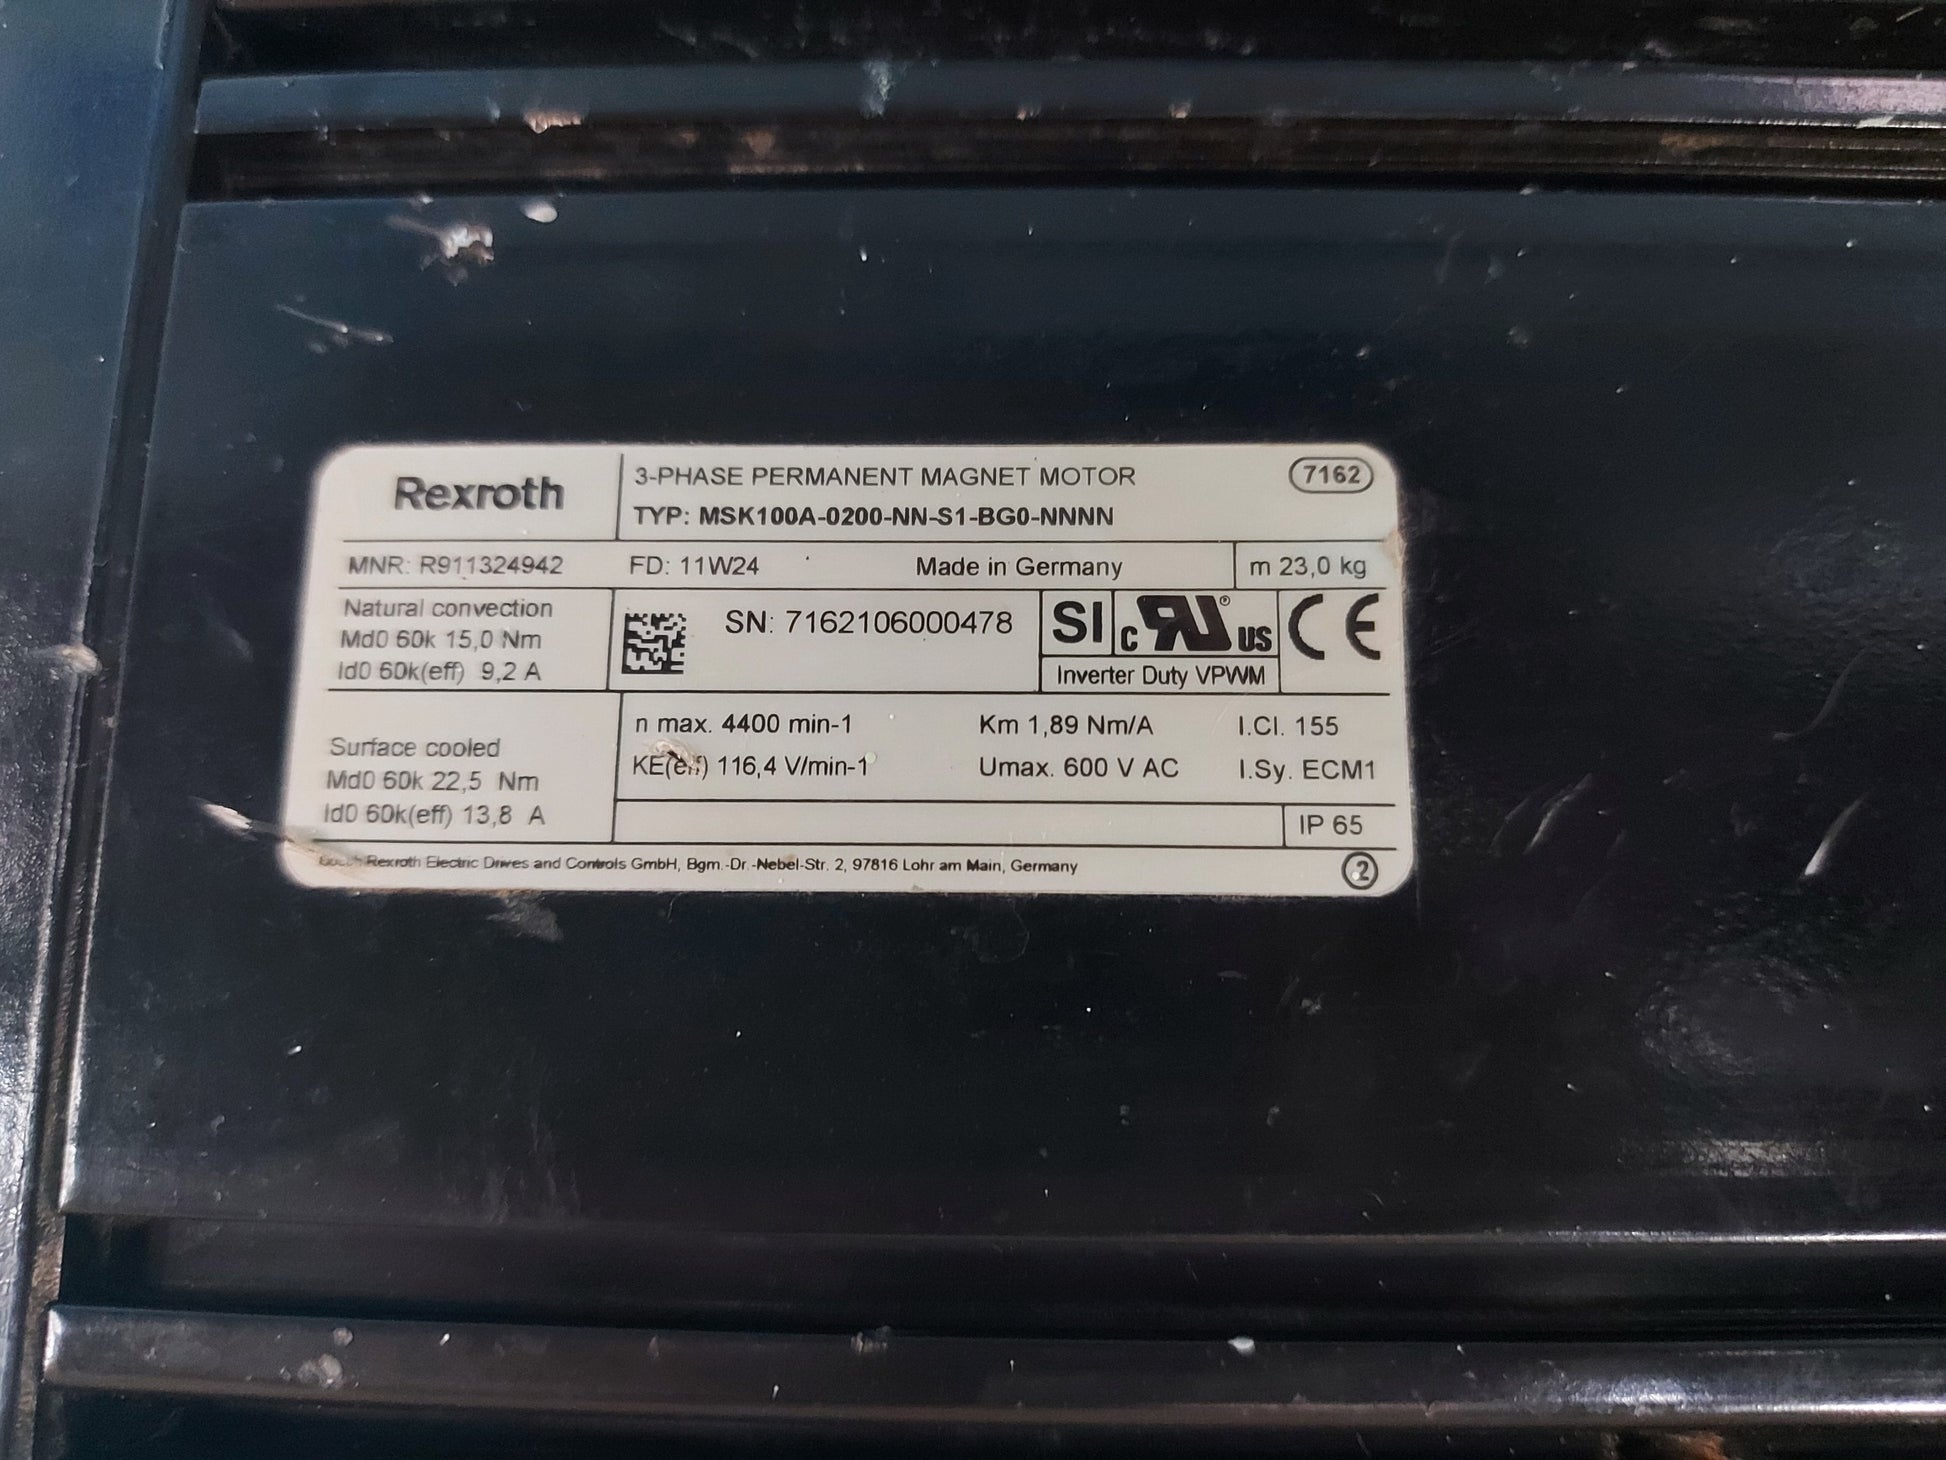 Rexroth
3-PHASE PERMANENT MAGNET MOTOR
7162
TYP: MSK100A-0200-NN-S1-BG0-NNNN
MNR: R911324942
FD: 11W24
Made in Germany
m 23,0 kg
Natural convection
Md0 60k 15,0 Nm
Id0 60k(eff) 9,2 A
SN: 7162106000478
SI
c RU® US
Inverter Duty VPWM
CE
Surface cooled
Md0 60k 22,5 Nm
Id0 60k(eff) 13,8 A
n max. 4400 min-1
Km 1,89 Nm/A
I.Cl. 155
KE(eff) 116,4 V/min-1
Umax. 600 V AC
I.Sy. ECM1
IP 65
Rexroth Electric Drives and Controls GmbH, Bgm.-Dr.-Nebel-Str. 2, 97816 Lohr am Main, Germany
2